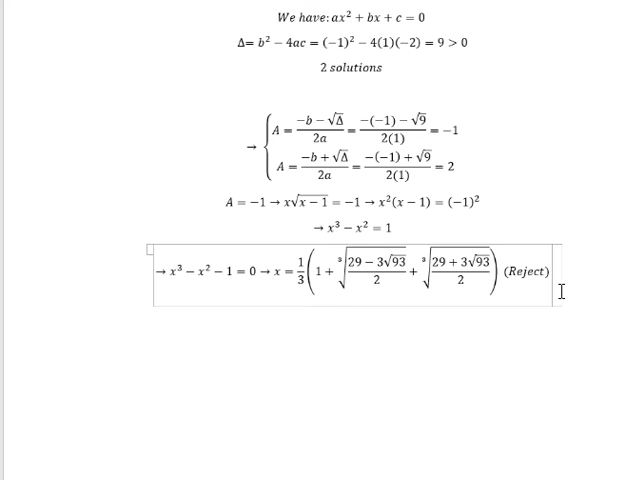 We have: ax² + bx + c = 0
Δ= b² − 4ac = (−1)² − 4(1)(−2) = 9 > 0
2 solutions
→ { A = (−b − √Δ)/(2a) = (−(−1) − √9)/(2(1)) = −1
A = (−b + √Δ)/(2a) = (−(−1) + √9)/(2(1)) = 2
A = −1 → x√(x − 1) = −1 → x²(x − 1) = (−1)²
→ x³ − x² = 1
→ x³ − x² − 1 = 0 → x = 1/3 (1 + ∛((29 − 3√93)/2) + ∛((29 + 3√93)/2)) (Reject)